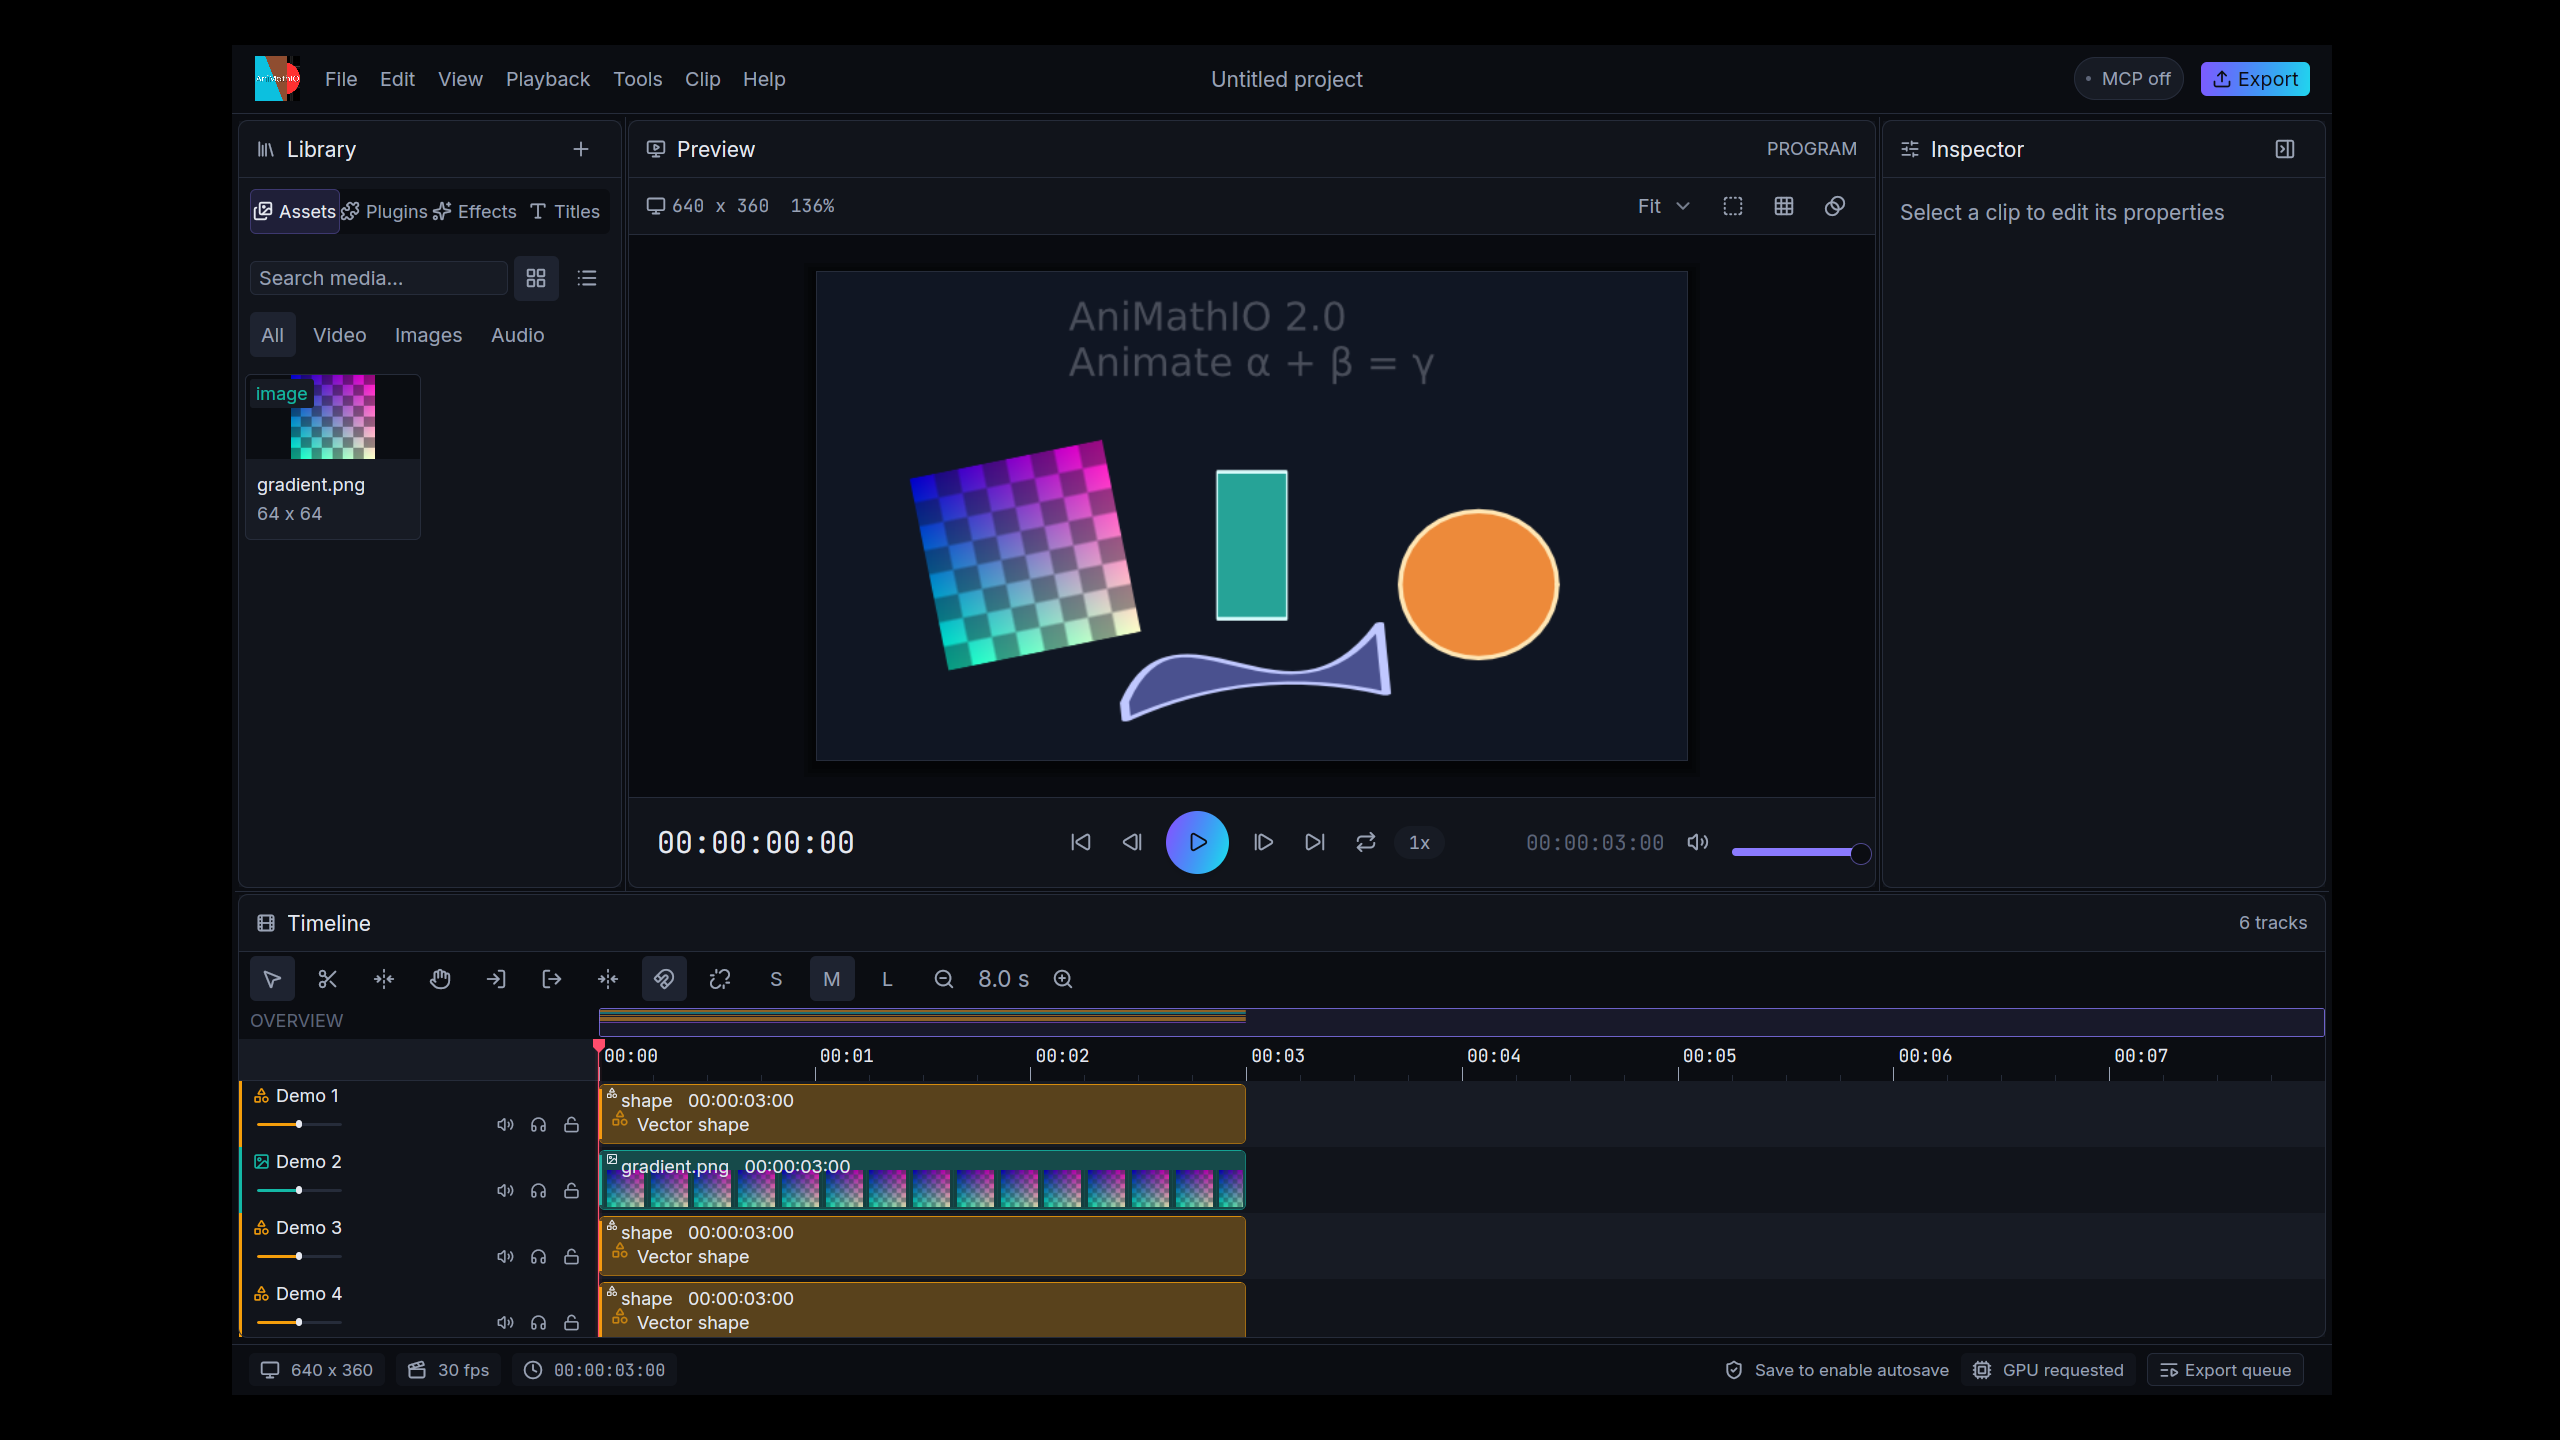 AniMathIO File Edit View Playback Tools Clip Help Untitled project MCP off Export
Library
Assets Plugins Effects Titles
Search media...
All Video Images Audio
image
gradient.png
64 x 64
Preview PROGRAM
640 x 360 136% Fit
AniMathIO 2.0
Animate α + β = γ
00:00:00:00 1x 00:00:03:00
Inspector
Select a clip to edit its properties
Timeline 6 tracks
S M L 8.0 s
OVERVIEW
00:00 00:01 00:02 00:03 00:04 00:05 00:06 00:07
Demo 1
shape 00:00:03:00
Vector shape
Demo 2
gradient.png 00:00:03:00
Demo 3
shape 00:00:03:00
Vector shape
Demo 4
shape 00:00:03:00
Vector shape
640 x 360 30 fps 00:00:03:00 Save to enable autosave GPU requested Export queue